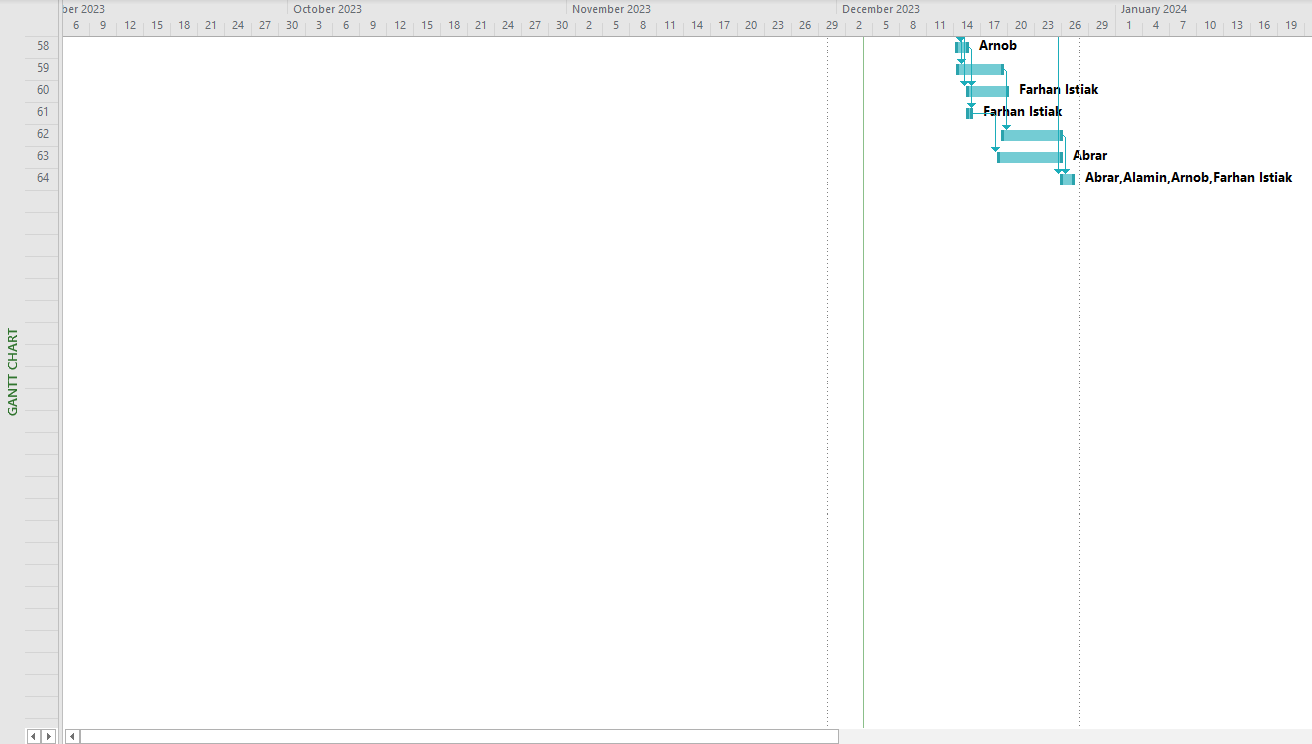 ber 2023 October 2023 November 2023 December 2023 January 2024
6 9 12 15 18 21 24 27 30 3 6 9 12 15 18 21 24 27 30 2 5 8 11 14 17 20 23 26 29 2 5 8 11 14 17 20 23 26 29 1 4 7 10 13 16 19
58 Arnob
59
60 Farhan Istiak
61 Farhan Istiak
62
63 Abrar
64 Abrar,Alamin,Arnob,Farhan Istiak
GANTT CHART